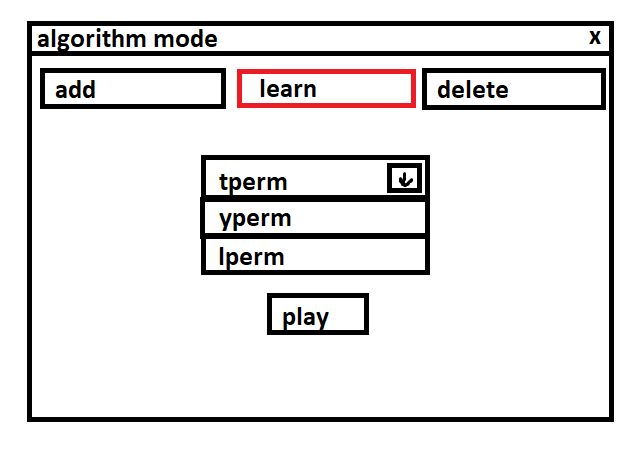 algorithm mode x
add learn delete
tperm
yperm
lperm
play